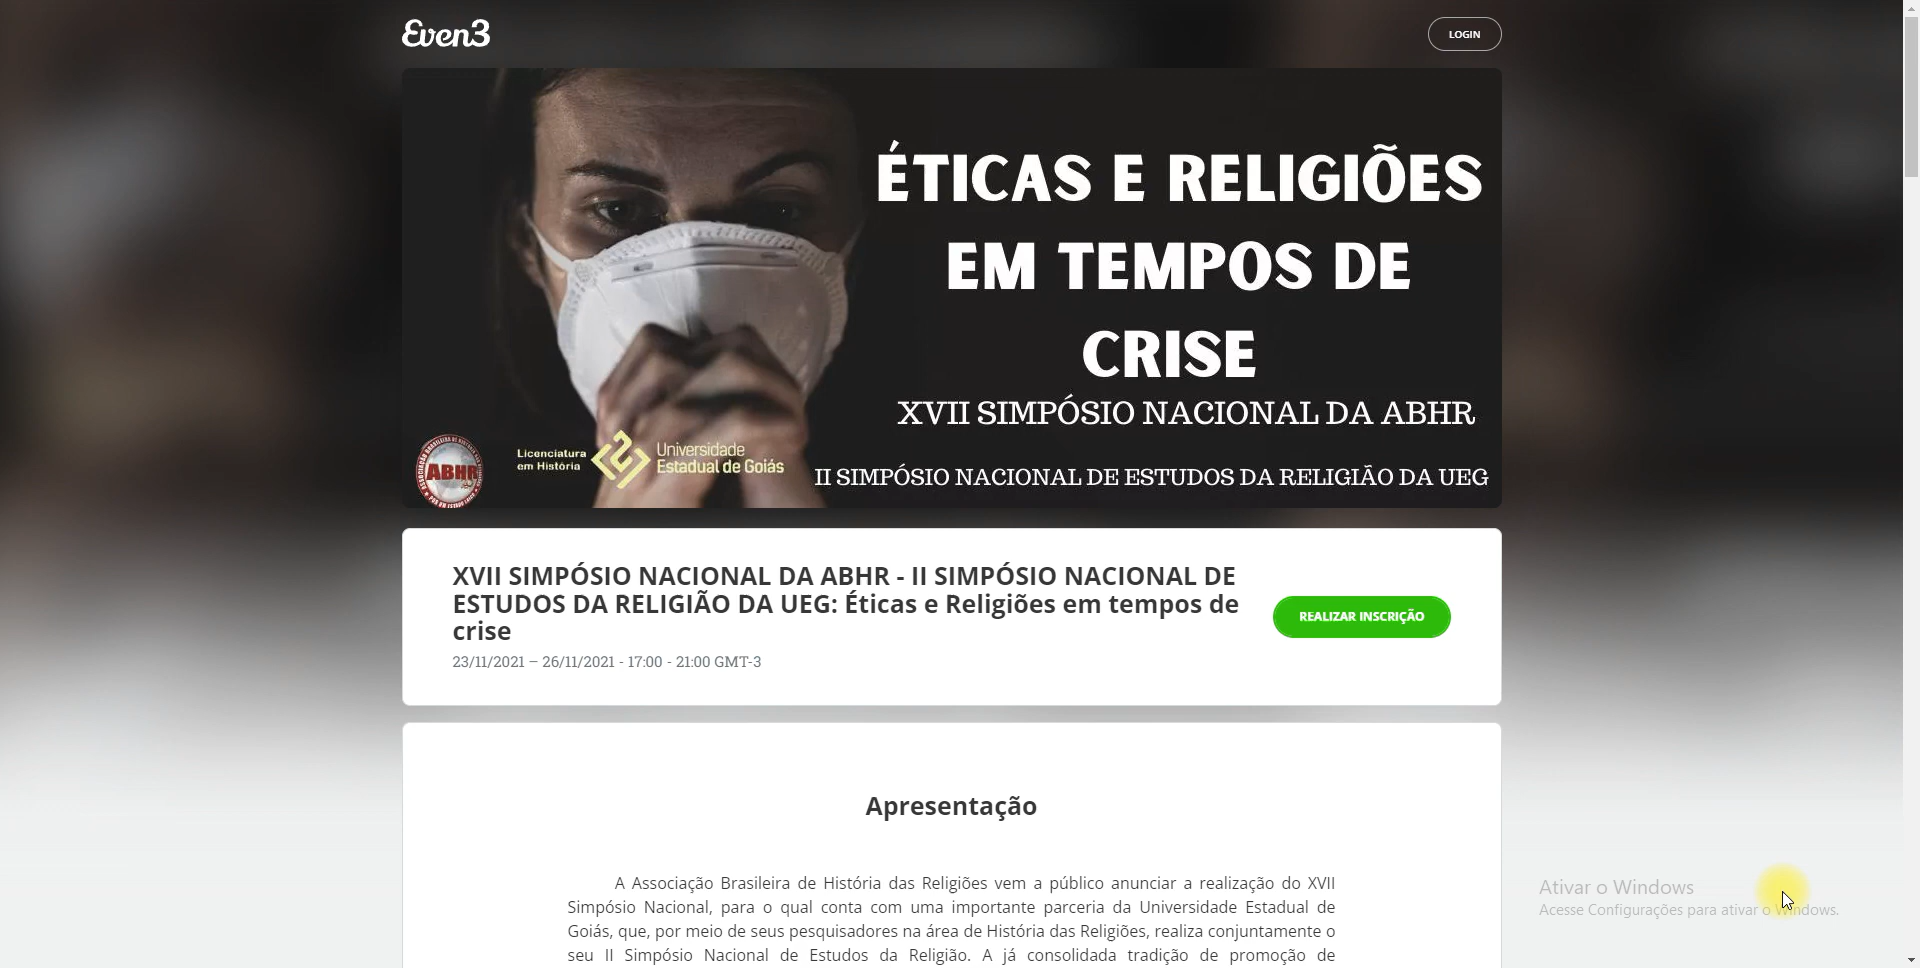 Even3
LOGIN
ÉTICAS E RELIGIÕES
EM TEMPOS DE
CRISE
XVII SIMPÓSIO NACIONAL DA ABHR
II SIMPÓSIO NACIONAL DE ESTUDOS DA RELIGIÃO DA UEG
ABHR
Licenciatura
em História
Universidade
Estadual de Goiás
XVII SIMPÓSIO NACIONAL DA ABHR - II SIMPÓSIO NACIONAL DE
ESTUDOS DA RELIGIÃO DA UEG: Éticas e Religiões em tempos de
crise
23/11/2021 – 26/11/2021 - 17:00 - 21:00 GMT-3
REALIZAR INSCRIÇÃO
Apresentação
A Associação Brasileira de História das Religiões vem a público anunciar a realização do XVII
Simpósio Nacional, para o qual conta com uma importante parceria da Universidade Estadual de
Goiás, que, por meio de seus pesquisadores na área de História das Religiões, realiza conjuntamente o
seu II Simpósio Nacional de Estudos da Religião. A já consolidada tradição de promoção de
Ativar o Windows
Acesse Configurações para ativar o Windows.